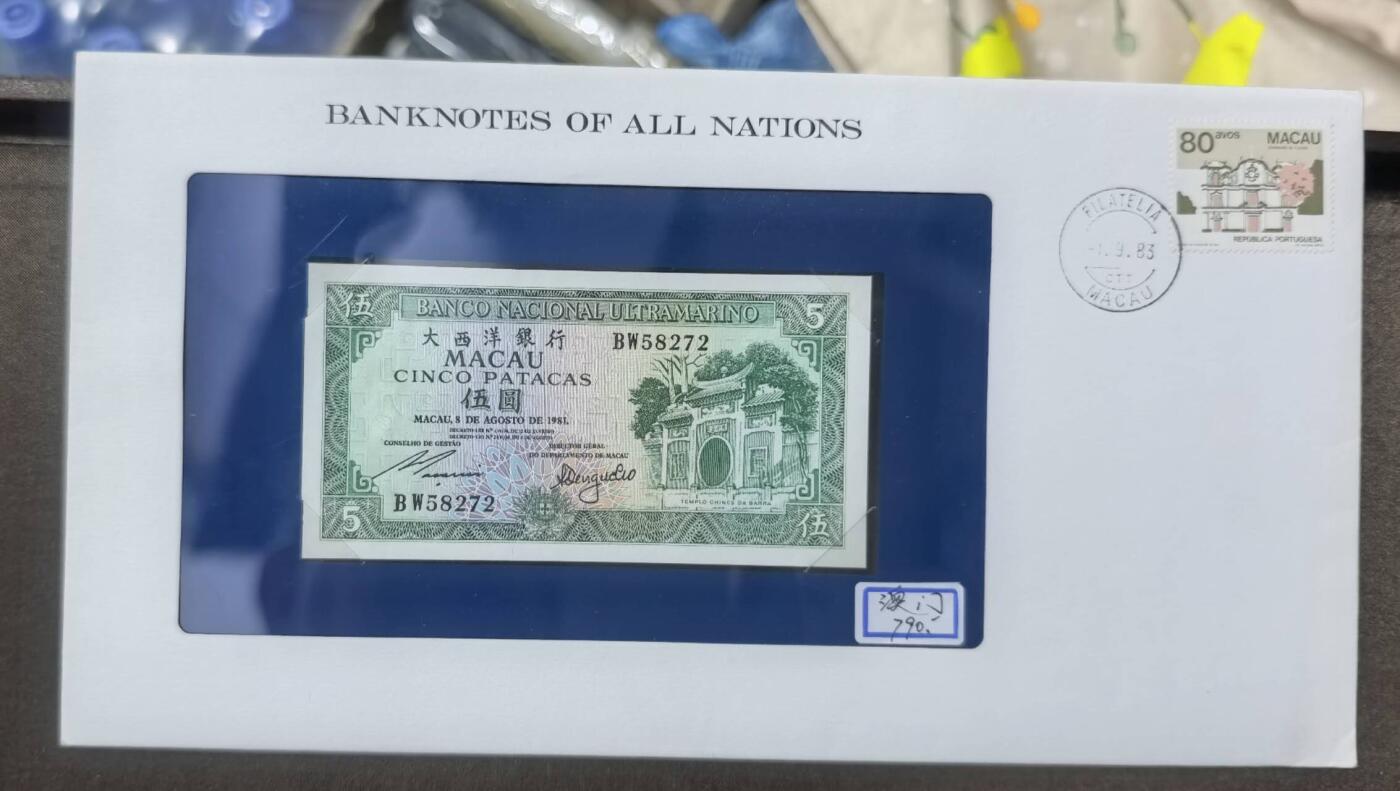 BANKNOTES OF ALL NATIONS
80 avos MACAU
REPÚBLICA PORTUGUESA
FILATELIA
-1.9.83
CTT
MACAU
伍 BANCO NACIONAL ULTRAMARINO 5
大西洋銀行 BW58272
MACAU
CINCO PATACAS
伍圓
MACAU, 8 DE AGOSTO DE 1981.
CONSELHO DE GESTÃO
DIRECTOR GERAL
DO DEPARTAMENTO DE MACAU
BW58272
TEMPLO CHINÊS DA BARRA
5 伍
澳门
790.